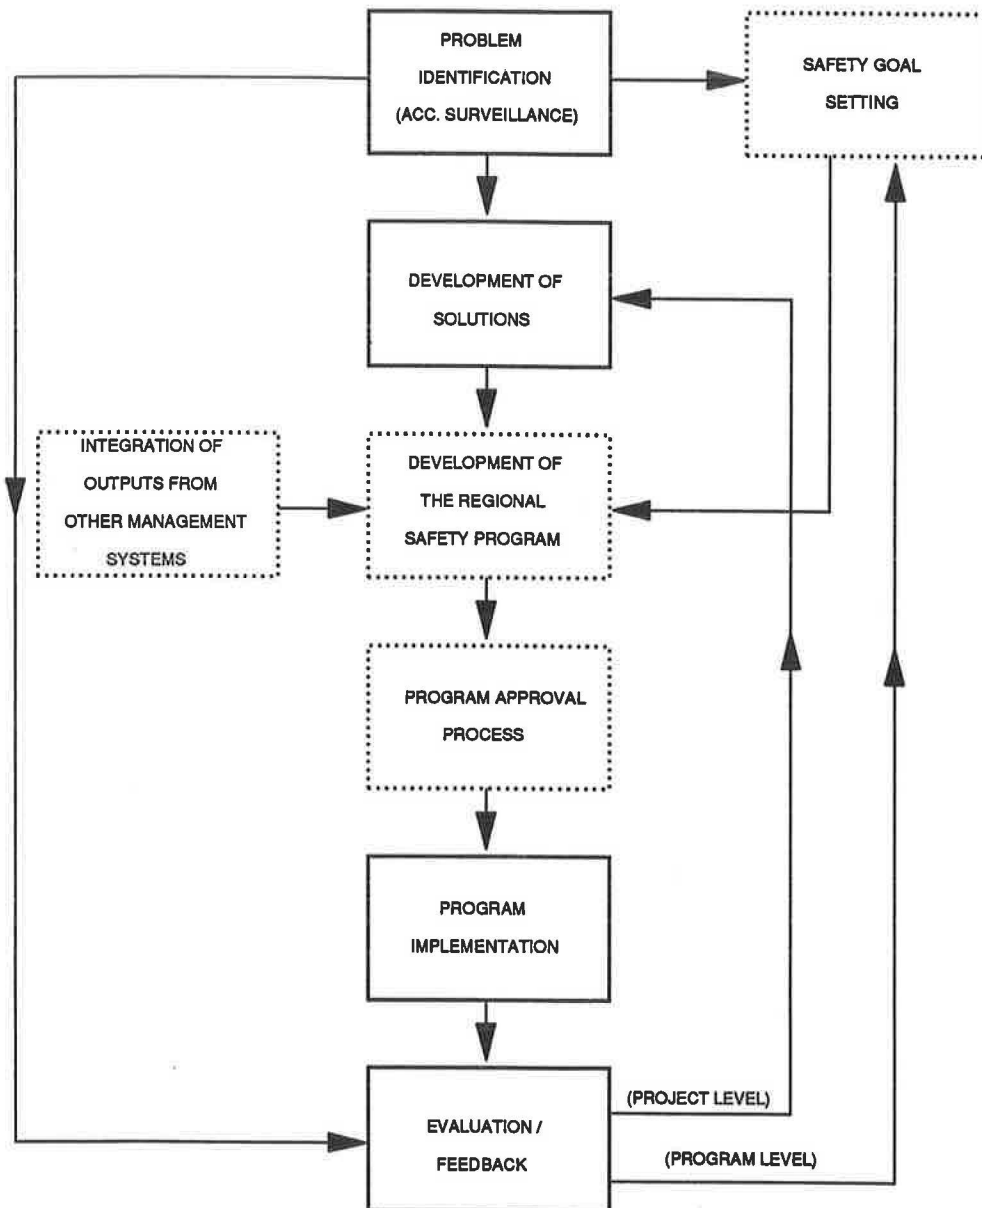 PROBLEM
IDENTIFICATION
(ACC. SURVEILLANCE)
SAFETY GOAL
SETTING
DEVELOPMENT OF
SOLUTIONS
INTEGRATION OF
OUTPUTS FROM
OTHER MANAGEMENT
SYSTEMS
DEVELOPMENT OF
THE REGIONAL
SAFETY PROGRAM
PROGRAM APPROVAL
PROCESS
PROGRAM
IMPLEMENTATION
EVALUATION /
FEEDBACK
(PROJECT LEVEL)
(PROGRAM LEVEL)